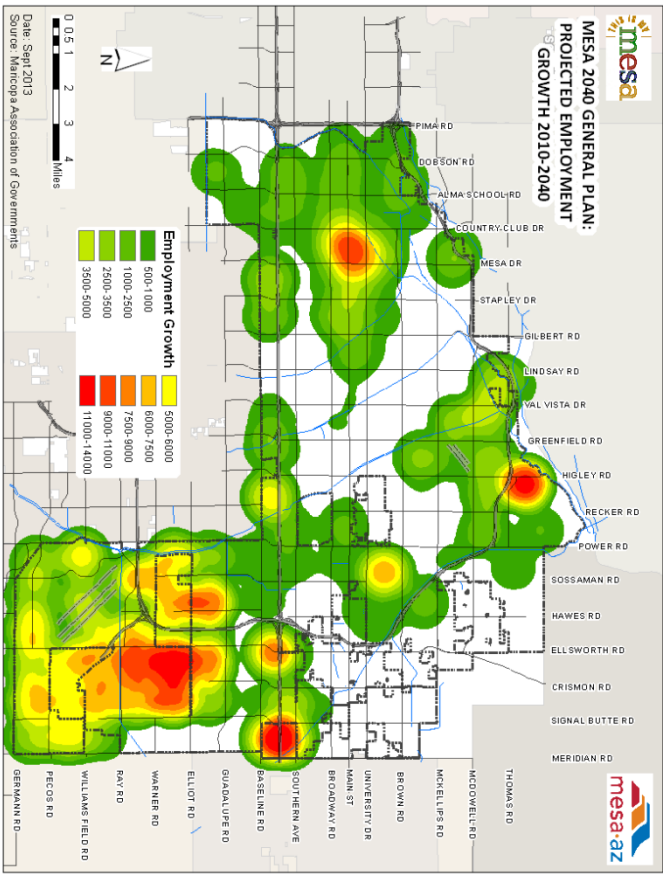 THIS IS MY
mesa
MESA 2040 GENERAL PLAN:
PROJECTED EMPLOYMENT
GROWTH 2010-2040
mesa·az
PIMA RD
DOBSON RD
ALMA SCHOOL RD
COUNTRY CLUB DR
MESA DR
STAPLEY DR
GILBERT RD
LINDSAY RD
VAL VISTA DR
GREENFIELD RD
HIGLEY RD
RECKER RD
POWER RD
SOSSAMAN RD
HAWES RD
ELLSWORTH RD
CRISMON RD
SIGNAL BUTTE RD
MERIDIAN RD
THOMAS RD
MCDOWELL RD
MCKELLIPS RD
BROWN RD
UNIVERSITY DR
MAIN ST
BROADWAY RD
SOUTHERN AVE
BASELINE RD
GUADALUPE RD
ELLIOT RD
WARNER RD
RAY RD
WILLIAMS FIELD RD
PECOS RD
GERMANN RD
Employment Growth
500-1000
1000-2500
2500-3500
3500-5000
5000-6000
6000-7500
7500-9000
9000-11000
11000-14000
N
0 0.5 1 2 3 4
Miles
Date: Sept 2013
Source: Maricopa Association of Governments